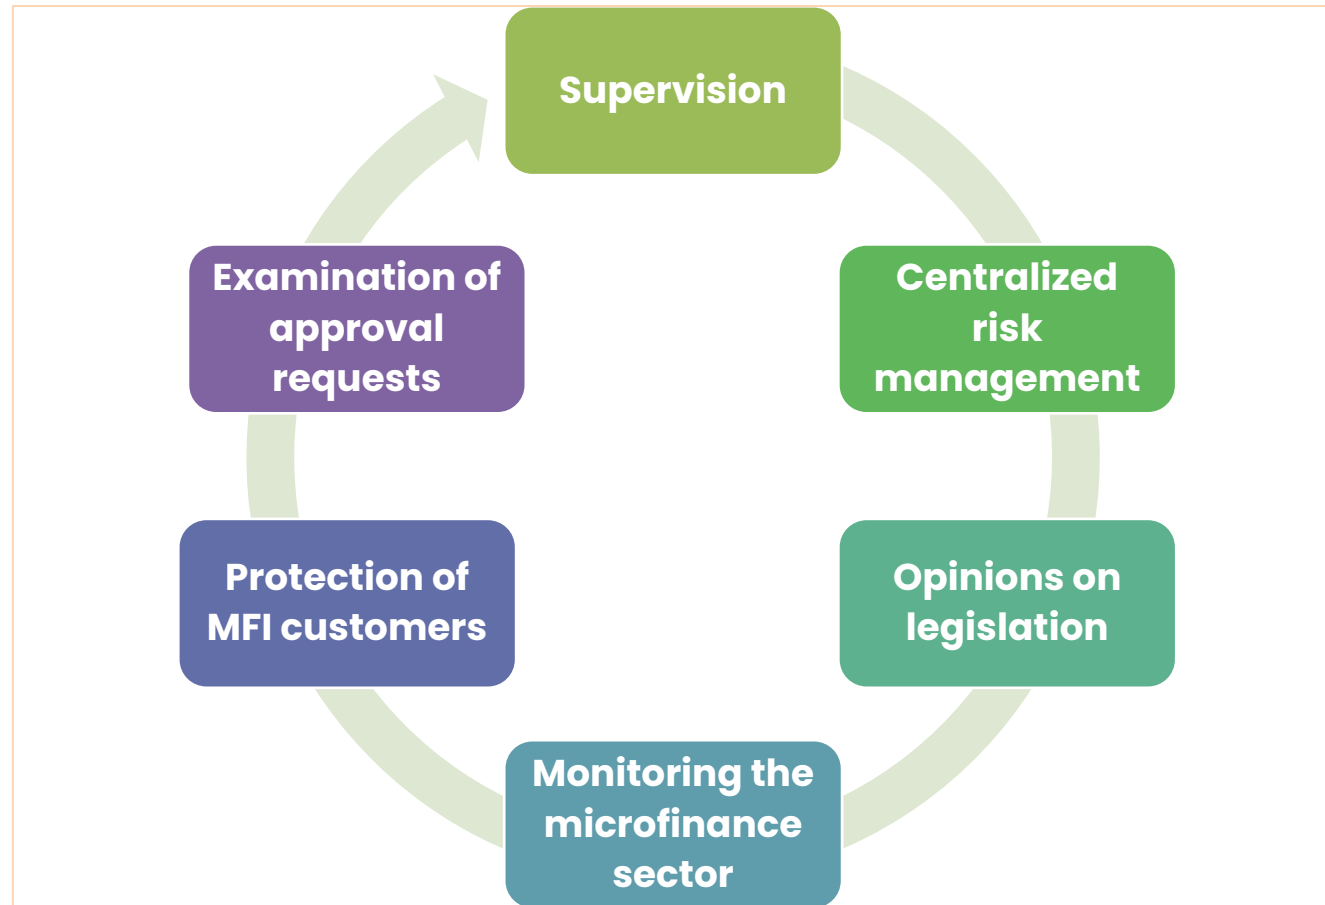 Supervision
Centralized
risk
management
Opinions on
legislation
Monitoring the
microfinance
sector
Protection of
MFI customers
Examination of
approval
requests